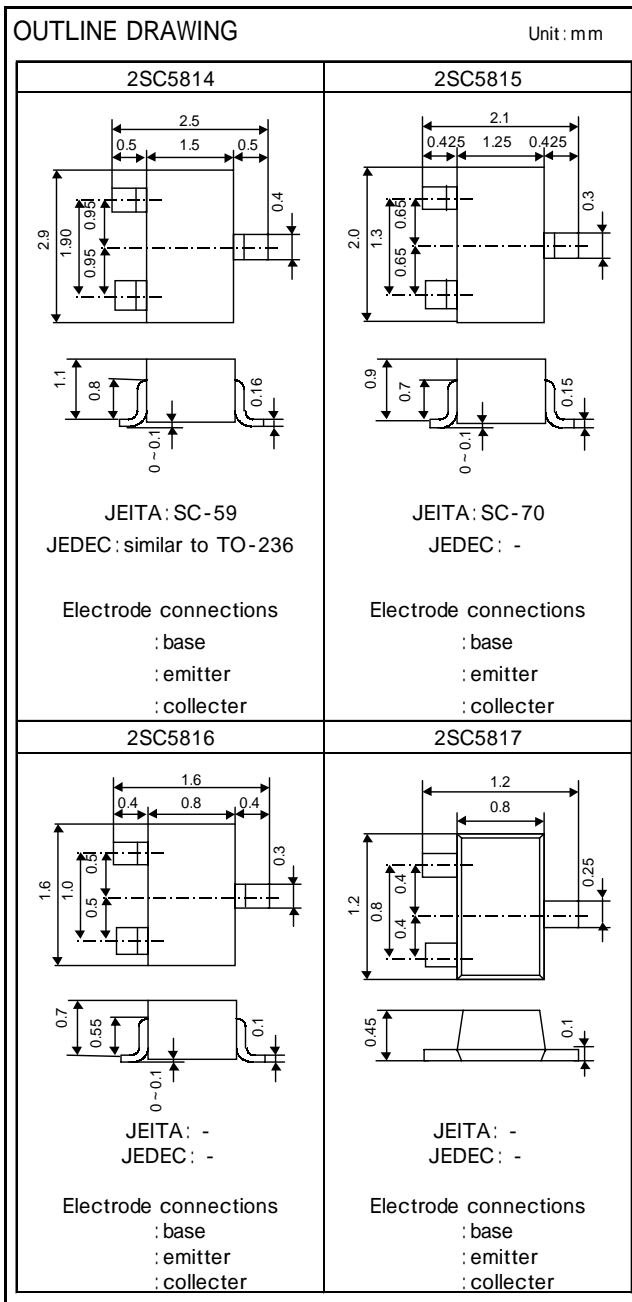 OUTLINE DRAWING Unit:mm
2SC5814
2.5
0.5 1.5 0.5
2.9
1.90
0.95
0.95
0.4
1.1
0.8
0.16
0~0.1
JEITA:SC-59
JEDEC:similar to TO-236
Electrode connections
:base
:emitter
:collecter
2SC5815
2.1
0.425 1.25 0.425
2.0
1.3
0.65
0.65
0.3
0.9
0.7
0.15
0~0.1
JEITA:SC-70
JEDEC: -
Electrode connections
:base
:emitter
:collecter
2SC5816
1.6
0.4 0.8 0.4
1.6
1.0
0.5
0.5
0.3
0.7
0.55
0.1
0~0.1
JEITA: -
JEDEC: -
Electrode connections
:base
:emitter
:collecter
2SC5817
1.2
0.8
1.2
0.8
0.4
0.4
0.25
0.45
0.1
JEITA: -
JEDEC: -
Electrode connections
:base
:emitter
:collecter